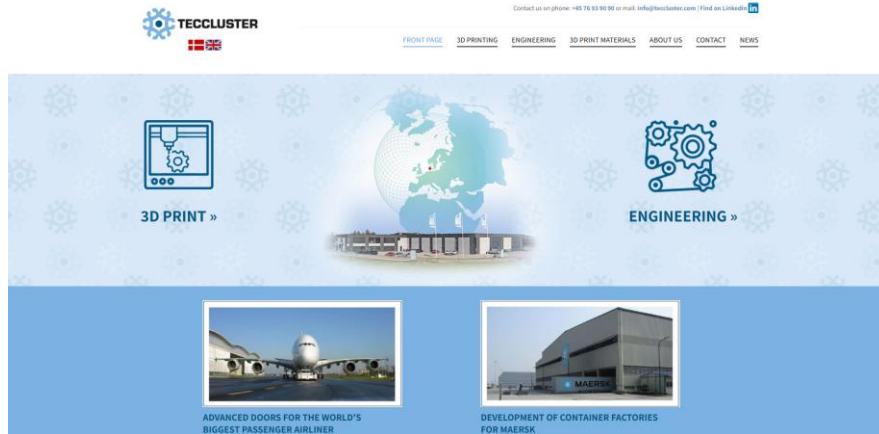 Contact us on phone: +45 76 93 90 90 or mail: info@teccluster.com | Find on Linkedin in
TECCLUSTER
FRONT PAGE 3D PRINTING ENGINEERING 3D PRINT MATERIALS ABOUT US CONTACT NEWS
3D PRINT »
ENGINEERING »
MAERSK
ADVANCED DOORS FOR THE WORLD'S
BIGGEST PASSENGER AIRLINER
DEVELOPMENT OF CONTAINER FACTORIES
FOR MAERSK